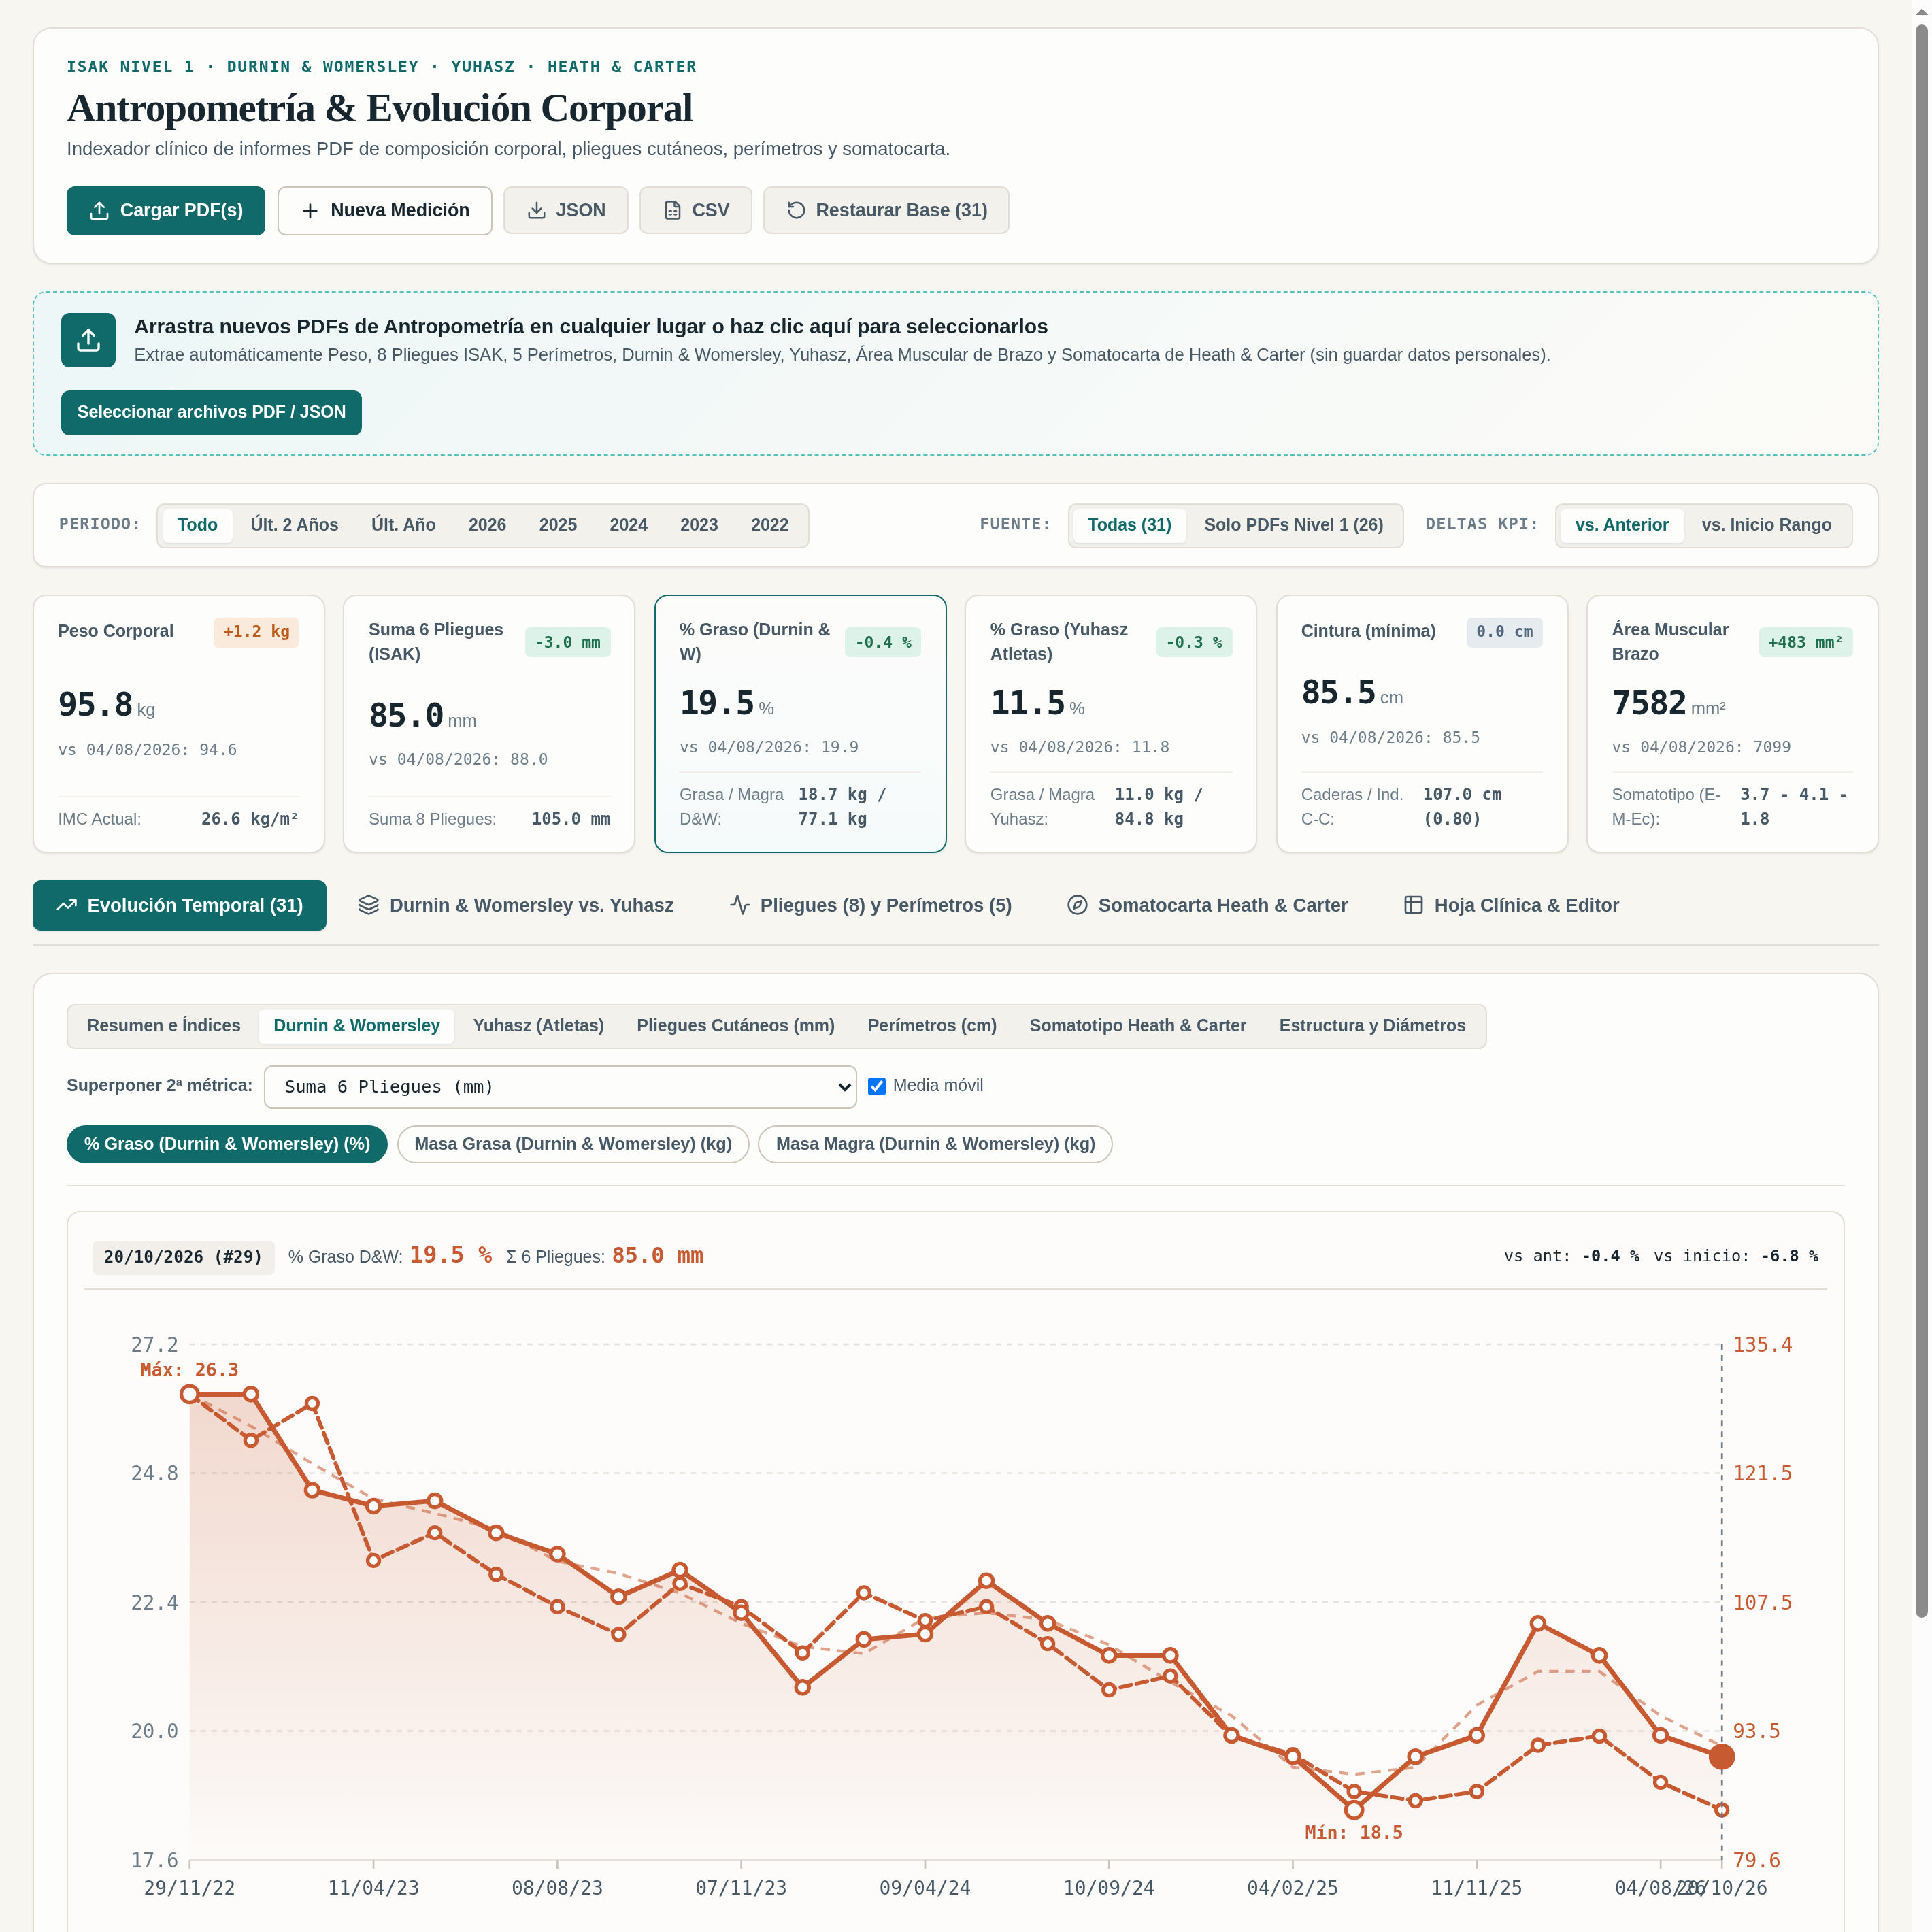 ISAK NIVEL 1 · DURNIN & WOMERSLEY · YUHASZ · HEATH & CARTER
Antropometría & Evolución Corporal
Indexador clínico de informes PDF de composición corporal, pliegues cutáneos, perímetros y somatocarta.
Cargar PDF(s) Nueva Medición JSON CSV Restaurar Base (31)
Arrastra nuevos PDFs de Antropometría en cualquier lugar o haz clic aquí para seleccionarlos
Extrae automáticamente Peso, 8 Pliegues ISAK, 5 Perímetros, Durnin & Womersley, Yuhasz, Área Muscular de Brazo y Somatocarta de Heath & Carter (sin guardar datos personales).
Seleccionar archivos PDF / JSON
PERIODO: Todo Últ. 2 Años Últ. Año 2026 2025 2024 2023 2022 FUENTE: Todas (31) Solo PDFs Nivel 1 (26) DELTAS KPI: vs. Anterior vs. Inicio Rango
Peso Corporal +1.2 kg
95.8 kg
vs 04/08/2026: 94.6
IMC Actual: 26.6 kg/m²
Suma 6 Pliegues
(ISAK)
-3.0 mm
85.0 mm
vs 04/08/2026: 88.0
Suma 8 Pliegues: 105.0 mm
% Graso (Durnin &
W)
-0.4 %
19.5 %
vs 04/08/2026: 19.9
Grasa / Magra 18.7 kg /
D&W: 77.1 kg
% Graso (Yuhasz
Atletas)
-0.3 %
11.5 %
vs 04/08/2026: 11.8
Grasa / Magra 11.0 kg /
Yuhasz: 84.8 kg
Cintura (mínima) 0.0 cm
85.5 cm
vs 04/08/2026: 85.5
Caderas / Ind. 107.0 cm
C-C: (0.80)
Área Muscular
Brazo
+483 mm²
7582 mm²
vs 04/08/2026: 7099
Somatotipo (E- 3.7 - 4.1 -
M-Ec): 1.8
Evolución Temporal (31) Durnin & Womersley vs. Yuhasz Pliegues (8) y Perímetros (5) Somatocarta Heath & Carter Hoja Clínica & Editor
Resumen e Índices Durnin & Womersley Yuhasz (Atletas) Pliegues Cutáneos (mm) Perímetros (cm) Somatotipo Heath & Carter Estructura y Diámetros
Superponer 2ª métrica: Suma 6 Pliegues (mm) Media móvil
% Graso (Durnin & Womersley) (%) Masa Grasa (Durnin & Womersley) (kg) Masa Magra (Durnin & Womersley) (kg)
20/10/2026 (#29) % Graso D&W: 19.5 % Σ 6 Pliegues: 85.0 mm vs ant: -0.4 % vs inicio: -6.8 %
27.2 135.4
Máx: 26.3
24.8 121.5
22.4 107.5
20.0 93.5
Mín: 18.5
17.6 79.6
29/11/22 11/04/23 08/08/23 07/11/23 09/04/24 10/09/24 04/02/25 11/11/25 04/08/26 20/10/26